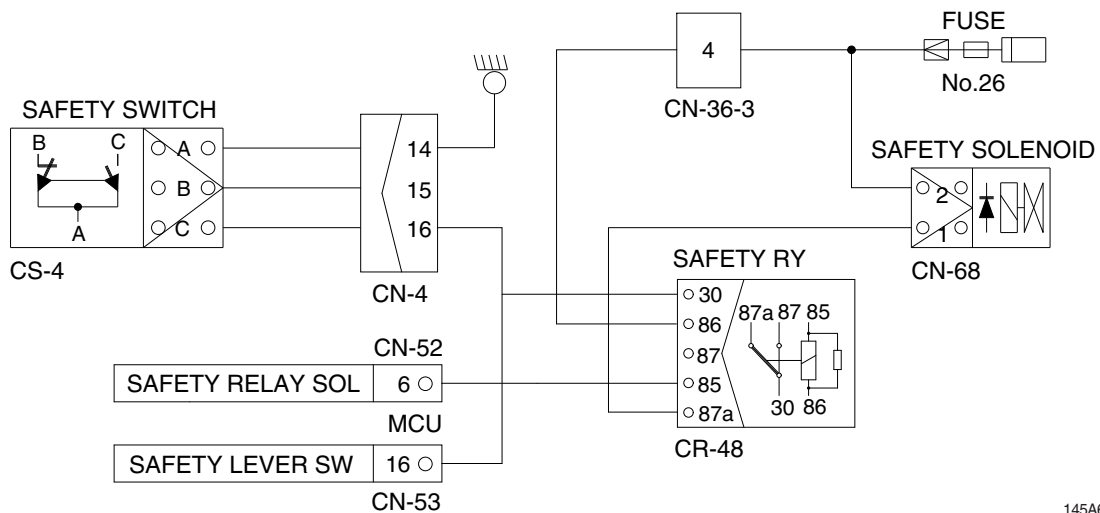 FUSE
4
No.26
CN-36-3
SAFETY SWITCH
B C
A
A
B
C
CS-4
14
15
16
CN-4
SAFETY SOLENOID
2
1
CN-68
SAFETY RY
30
86
87
85
87a
87a 87 85
30 86
CR-48
CN-52
SAFETY RELAY SOL 6
MCU
SAFETY LEVER SW 16
CN-53